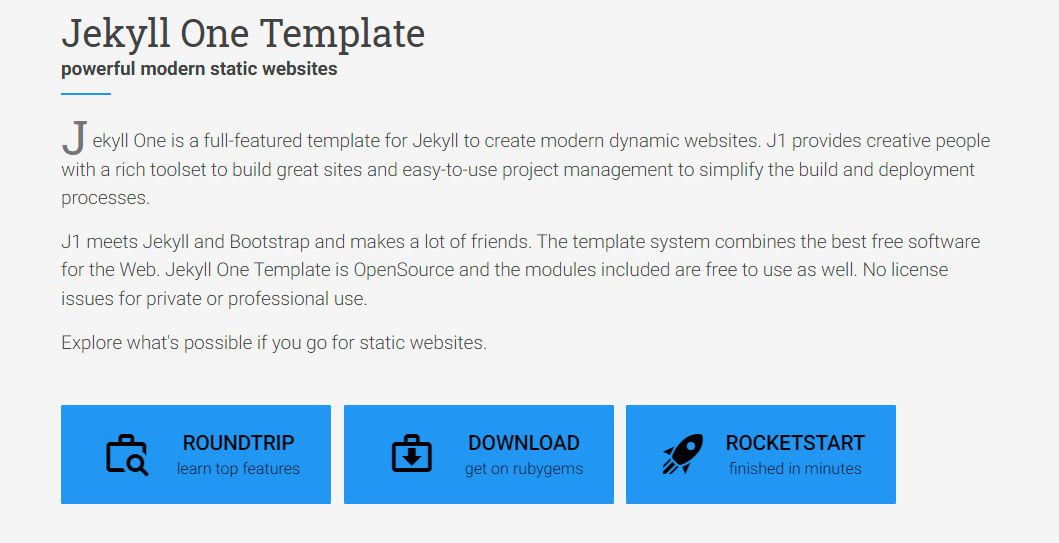 Jekyll One Template
powerful modern static websites
Jekyll One is a full-featured template for Jekyll to create modern dynamic websites. J1 provides creative people
with a rich toolset to build great sites and easy-to-use project management to simplify the build and deployment
processes.
J1 meets Jekyll and Bootstrap and makes a lot of friends. The template system combines the best free software
for the Web. Jekyll One Template is OpenSource and the modules included are free to use as well. No license
issues for private or professional use.
Explore what's possible if you go for static websites.
ROUNDTRIP
learn top features
DOWNLOAD
get on rubygems
ROCKETSTART
finished in minutes